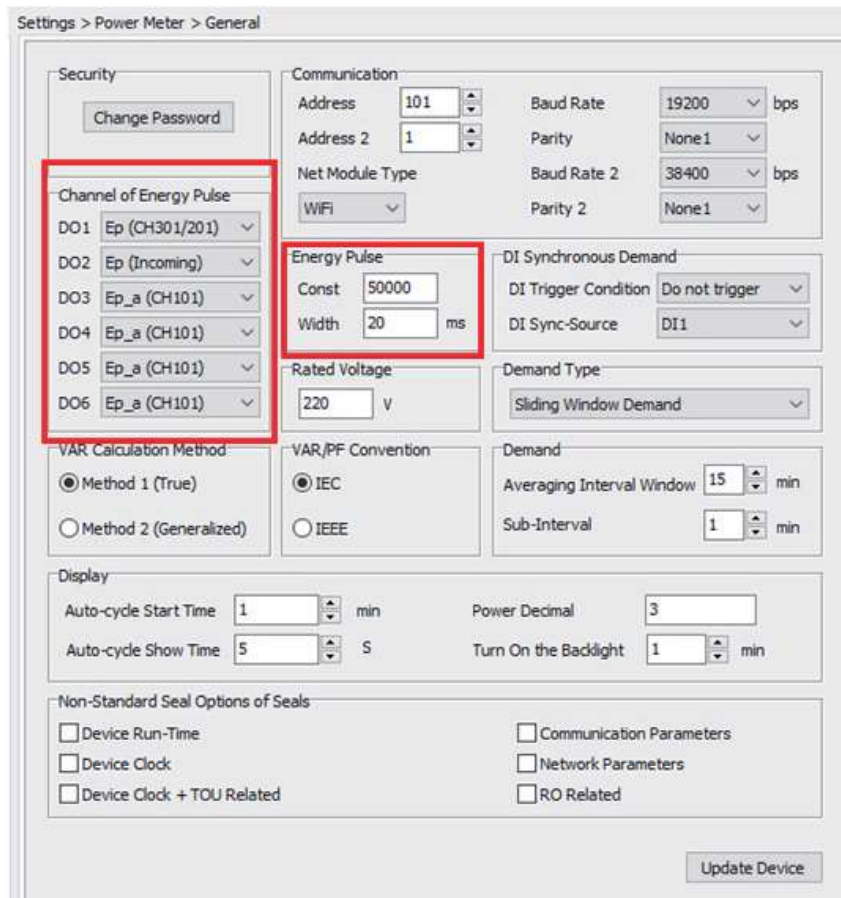 Settings > Power Meter > General
Security
Change Password
Communication
Address 101
Baud Rate 19200 bps
Address 2 1
Parity None1
Net Module Type
Baud Rate 2 38400 bps
WiFi
Parity 2 None1
Channel of Energy Pulse
DO1 Ep (CH301/201)
DO2 Ep (Incoming)
DO3 Ep_a (CH101)
DO4 Ep_a (CH101)
DO5 Ep_a (CH101)
DO6 Ep_a (CH101)
Energy Pulse
Const 50000
Width 20 ms
DI Synchronous Demand
DI Trigger Condition Do not trigger
DI Sync-Source DI1
Rated Voltage
220 V
Demand Type
Sliding Window Demand
VAR Calculation Method
Method 1 (True)
Method 2 (Generalized)
VAR/PF Convention
IEC
IEEE
Demand
Averaging Interval Window 15 min
Sub-Interval 1 min
Display
Auto-cycle Start Time 1 min
Power Decimal 3
Auto-cycle Show Time 5 S
Turn On the Backlight 1 min
Non-Standard Seal Options of Seals
Device Run-Time
Communication Parameters
Device Clock
Network Parameters
Device Clock + TOU Related
RO Related
Update Device